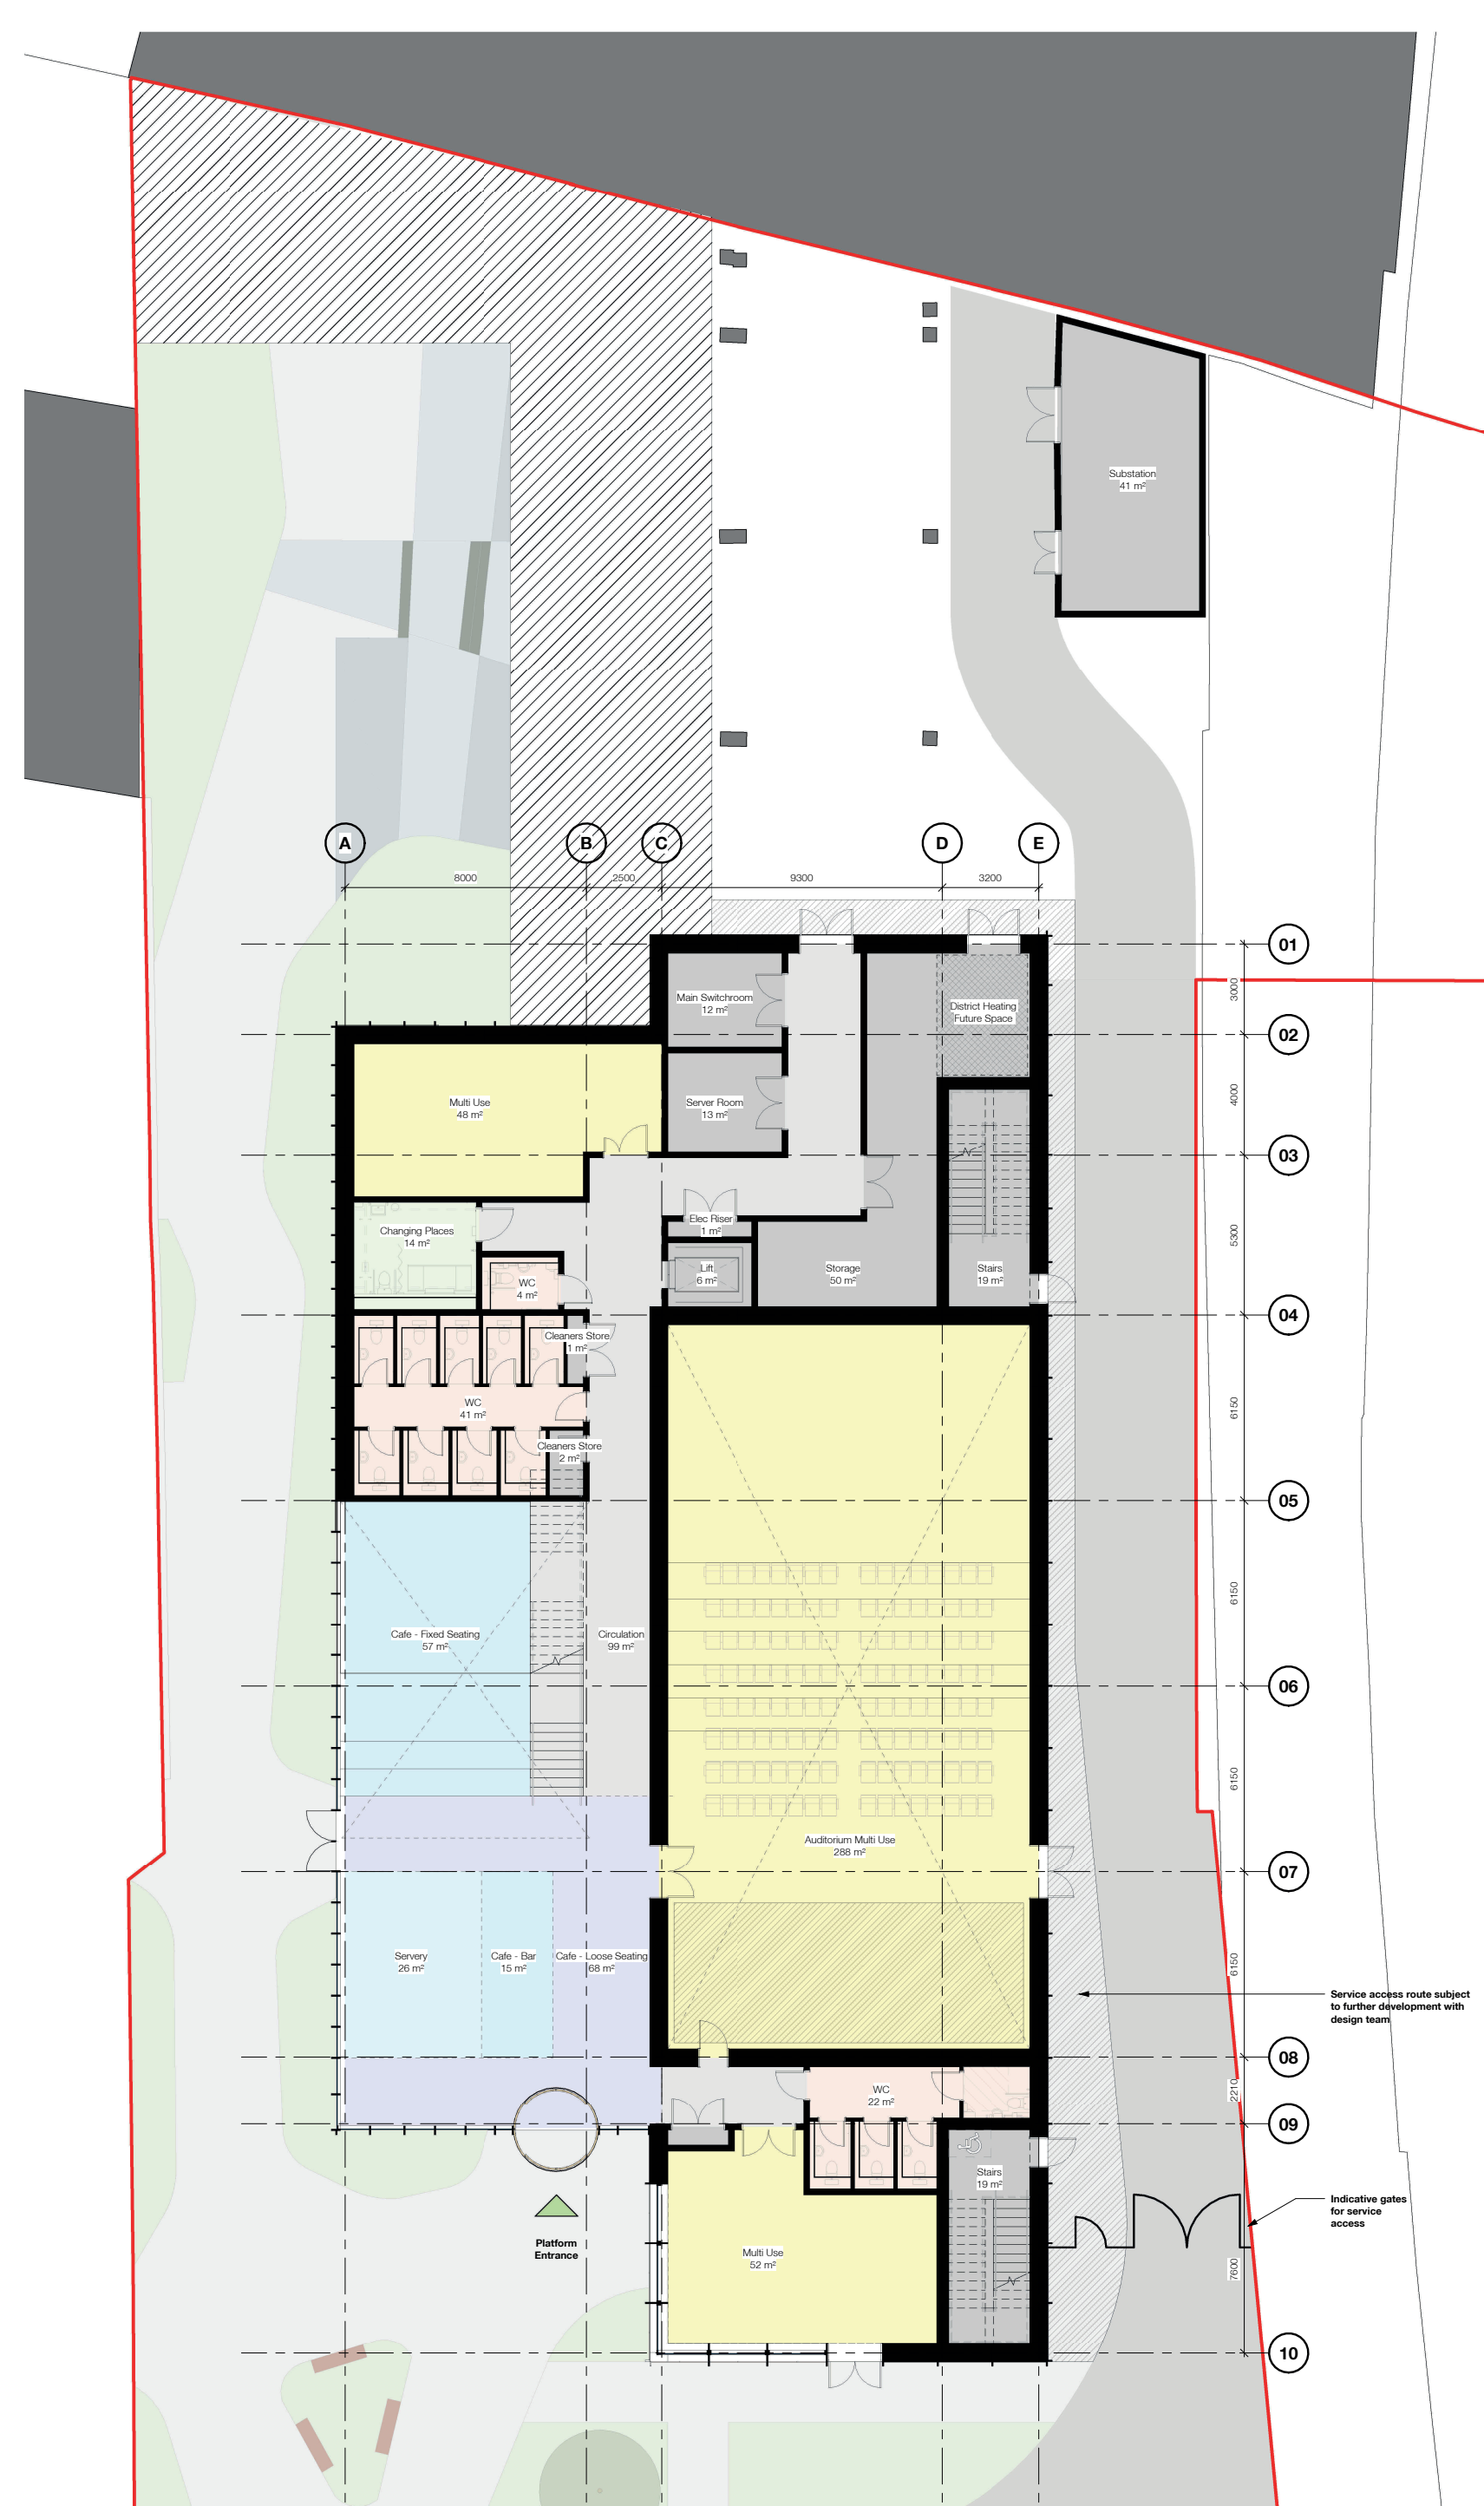 Substation
41 m²
A
B
C
D
E
8000
2500
9300
3200
01
3000
Main Switchroom
12 m²
District Heating
Future Space
02
Multi Use
48 m²
Server Room
13 m²
4000
03
Changing Places
14 m²
Elec Riser
1 m²
5300
WC
4 m²
Lift
6 m²
Storage
50 m²
Stairs
19 m²
04
Cleaners Store
1 m²
WC
41 m²
6150
Cleaners Store
2 m²
05
6150
Cafe - Fixed Seating
57 m²
Circulation
99 m²
06
6150
Auditorium Multi Use
288 m²
07
Servery
26 m²
Cafe - Bar
15 m²
Cafe - Loose Seating
68 m²
6150
Service access route subject
to further development with
design team
08
WC
22 m²
2210
09
Stairs
19 m²
Indicative gates
for service
access
Platform
Entrance
Multi Use
52 m²
7600
10